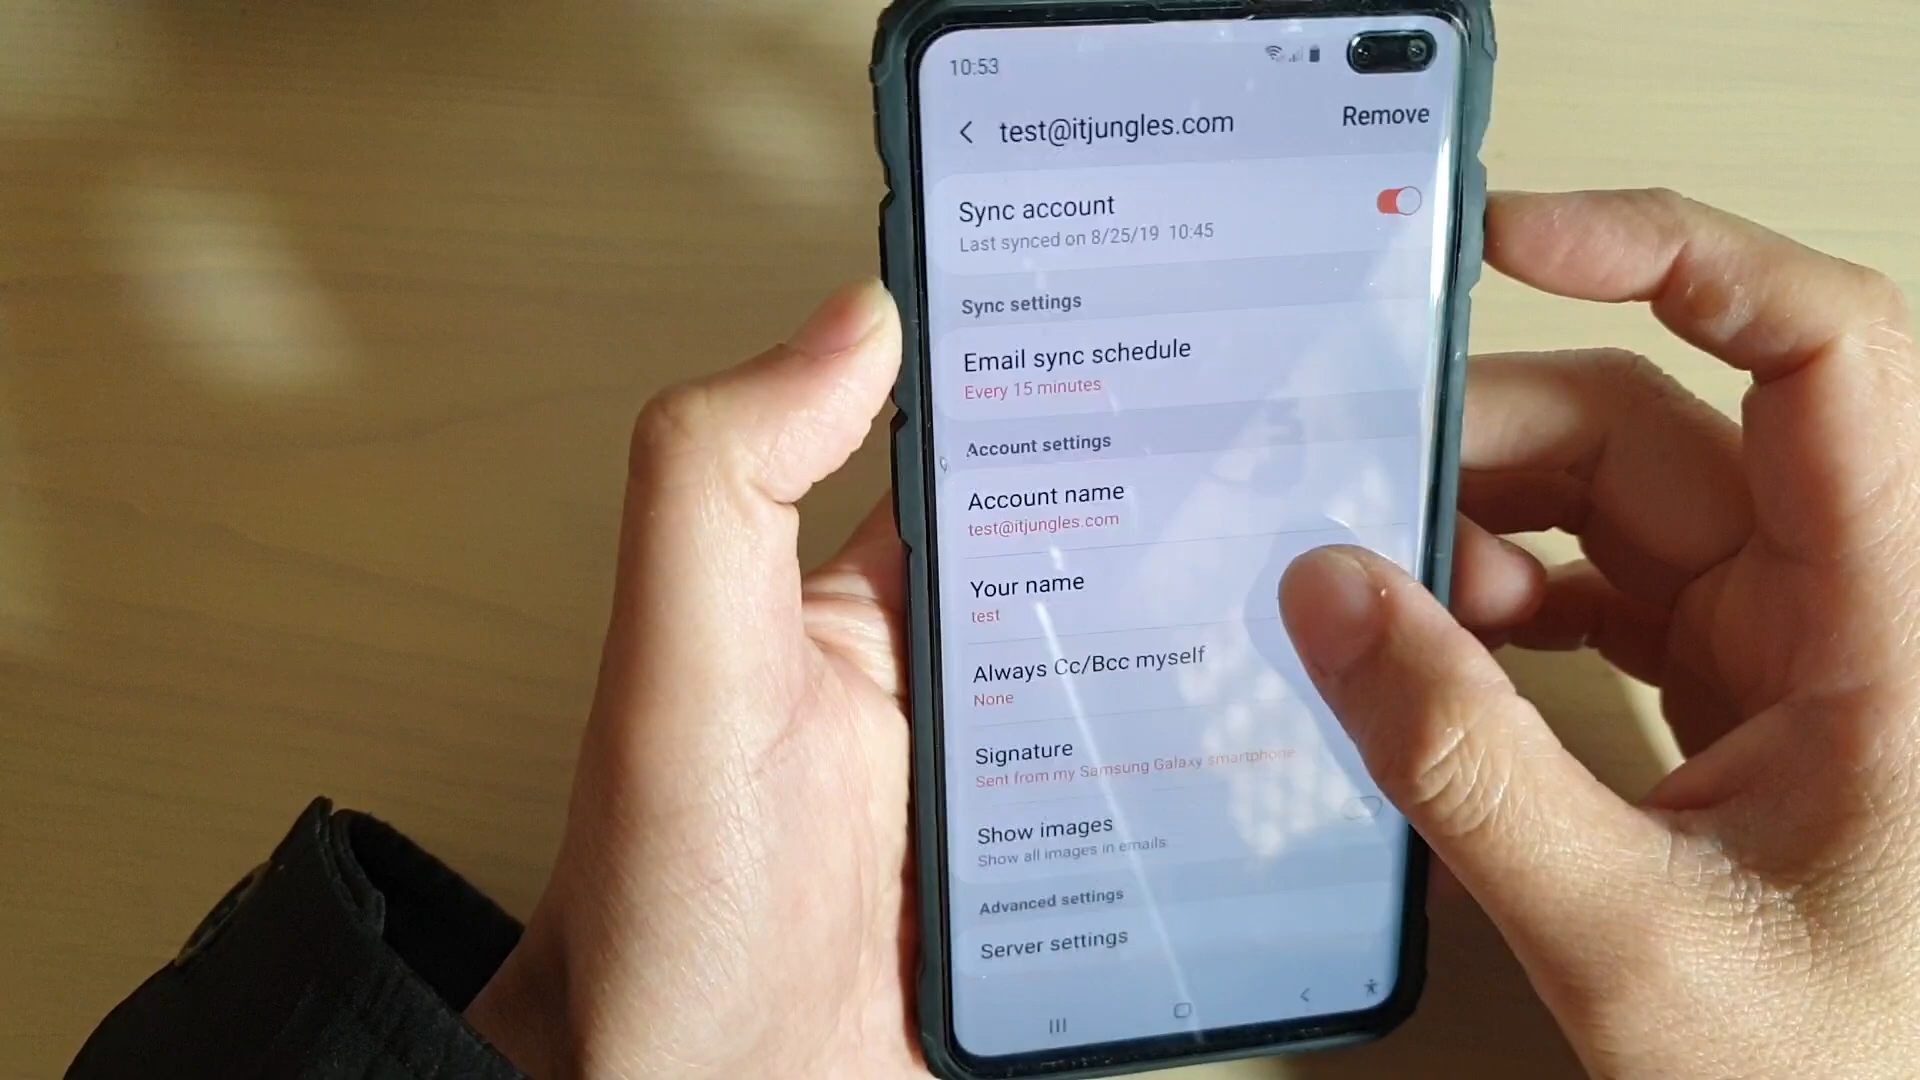 10:53
test@itjungles.com
Remove
Sync account
Last synced on 8/25/19 10:45
Sync settings
Email sync schedule
Every 15 minutes
Account settings
Account name
test@itjungles.com
Your name
test
Always Cc/Bcc myself
None
Signature
Sent from my Samsung Galaxy smartphone
Show images
Show all images in emails
Advanced settings
Server settings